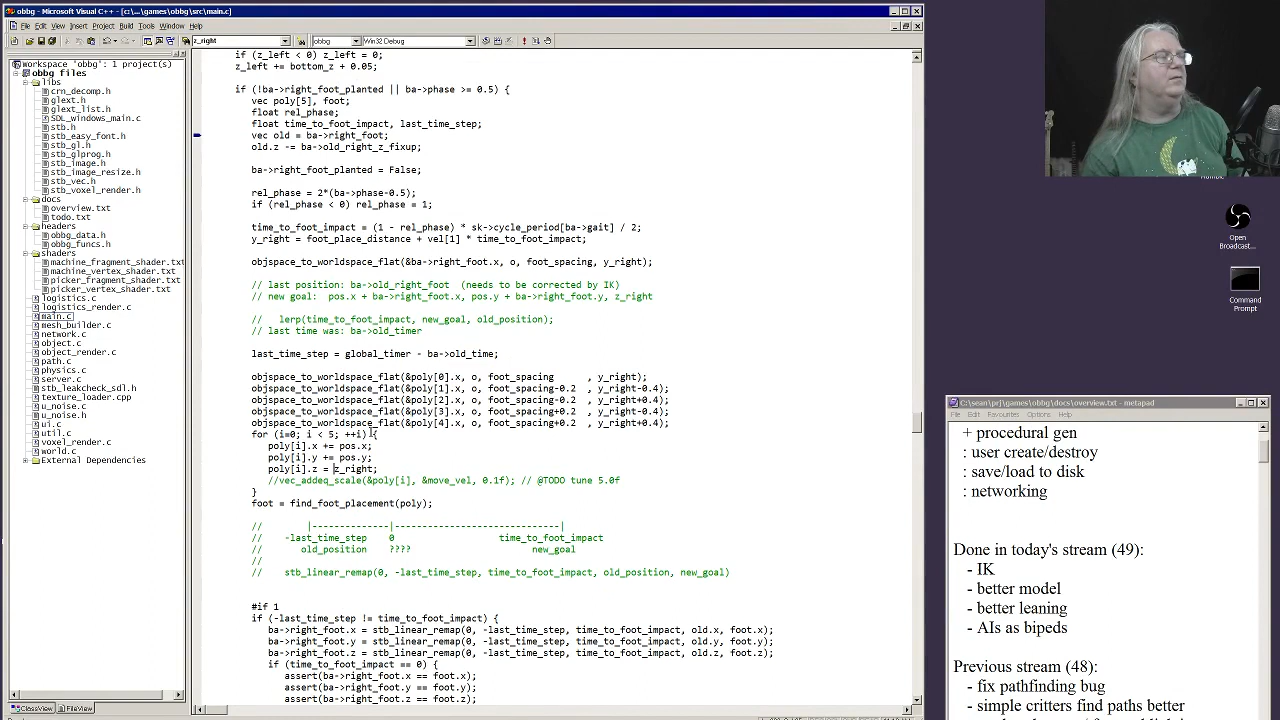 obbg - Microsoft Visual C++ - [c:\...\games\obbg\src\main.c]
File Edit View Insert Project Build Tools Window Help
z_right obbg Win32 Debug
Workspace 'obbg': 1 project(s)
obbg files
libs
crn_decomp.h
glext.h
glext_list.h
SDL_windows_main.c
stb.h
stb_easy_font.h
stb_gl.h
stb_glprog.h
stb_image.h
stb_image_resize.h
stb_vec.h
stb_voxel_render.h
docs
overview.txt
todo.txt
headers
obbg_data.h
obbg_funcs.h
shaders
machine_fragment_shader.txt
machine_vertex_shader.txt
picker_fragment_shader.txt
picker_vertex_shader.txt
logistics.c
logistics_render.c
main.c
mesh_builder.c
network.c
object.c
object_render.c
path.c
physics.c
server.c
stb_leakcheck_sdl.h
texture_loader.cpp
u_noise.c
u_noise.h
ui.c
util.c
voxel_render.c
world.c
External Dependencies
ClassView FileView
if (z_left < 0) z_left = 0;
z_left += bottom_z + 0.05;
if (!ba->right_foot_planted || ba->phase >= 0.5) {
vec poly[5], foot;
float rel_phase;
float time_to_foot_impact, last_time_step;
vec old = ba->right_foot;
old.z -= ba->old_right_z_fixup;
ba->right_foot_planted = False;
rel_phase = 2*(ba->phase-0.5);
if (rel_phase < 0) rel_phase = 1;
time_to_foot_impact = (1 - rel_phase) * sk->cycle_period[ba->gait] / 2;
y_right = foot_place_distance + vel[1] * time_to_foot_impact;
objspace_to_worldspace_flat(&ba->right_foot.x, o, foot_spacing, y_right);
// last position: ba->old_right_foot (needs to be corrected by IK)
// new goal: pos.x + ba->right_foot.x, pos.y + ba->right_foot.y, z_right
// lerp(time_to_foot_impact, new_goal, old_position);
// last time was: ba->old_timer
last_time_step = global_timer - ba->old_time;
objspace_to_worldspace_flat(&poly[0].x, o, foot_spacing , y_right);
objspace_to_worldspace_flat(&poly[1].x, o, foot_spacing-0.2 , y_right-0.4);
objspace_to_worldspace_flat(&poly[2].x, o, foot_spacing-0.2 , y_right+0.4);
objspace_to_worldspace_flat(&poly[3].x, o, foot_spacing+0.2 , y_right-0.4);
objspace_to_worldspace_flat(&poly[4].x, o, foot_spacing+0.2 , y_right+0.4);
for (i=0; i < 5; ++i) {
poly[i].x += pos.x;
poly[i].y += pos.y;
poly[i].z = z_right;
//vec_addeq_scale(&poly[i], &move_vel, 0.1f); // @TODO tune 5.0f
}
foot = find_foot_placement(poly);
// |--------------|-----------------------------|
// -last_time_step 0 time_to_foot_impact
// old_position ???? new_goal
//
// stb_linear_remap(0, -last_time_step, time_to_foot_impact, old_position, new_goal)
#if 1
if (-last_time_step != time_to_foot_impact) {
ba->right_foot.x = stb_linear_remap(0, -last_time_step, time_to_foot_impact, old.x, foot.x);
ba->right_foot.y = stb_linear_remap(0, -last_time_step, time_to_foot_impact, old.y, foot.y);
ba->right_foot.z = stb_linear_remap(0, -last_time_step, time_to_foot_impact, old.z, foot.z);
if (time_to_foot_impact == 0) {
assert(ba->right_foot.x == foot.x);
assert(ba->right_foot.y == foot.y);
assert(ba->right_foot.z == foot.z);
Open
Broadcast...
Command
Prompt
C:\sean\prj\games\obbg\docs\overview.txt - metapad
File Edit Favourites Options Help
+ procedural gen
: user create/destroy
: save/load to disk
: networking
Done in today's stream (49):
- IK
- better model
- better leaning
- AIs as bipeds
Previous stream (48):
- fix pathfinding bug
- simple critters find paths better